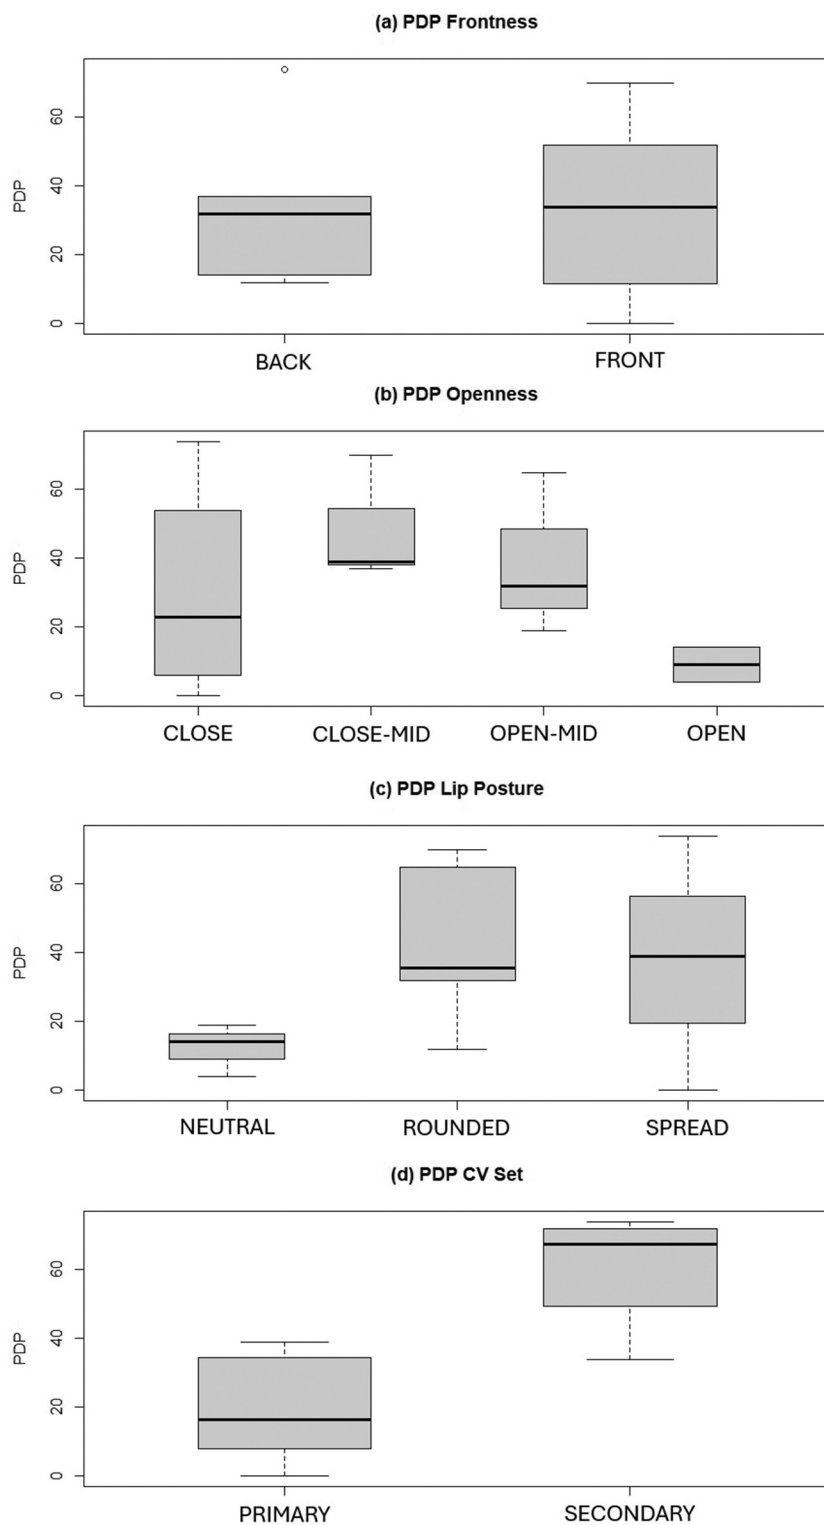 (a) PDP Frontness
PDP
60
40
20
0
BACK FRONT
(b) PDP Openness
PDP
60
40
20
0
CLOSE CLOSE-MID OPEN-MID OPEN
(c) PDP Lip Posture
PDP
60
40
20
0
NEUTRAL ROUNDED SPREAD
(d) PDP CV Set
PDP
60
40
20
0
PRIMARY SECONDARY